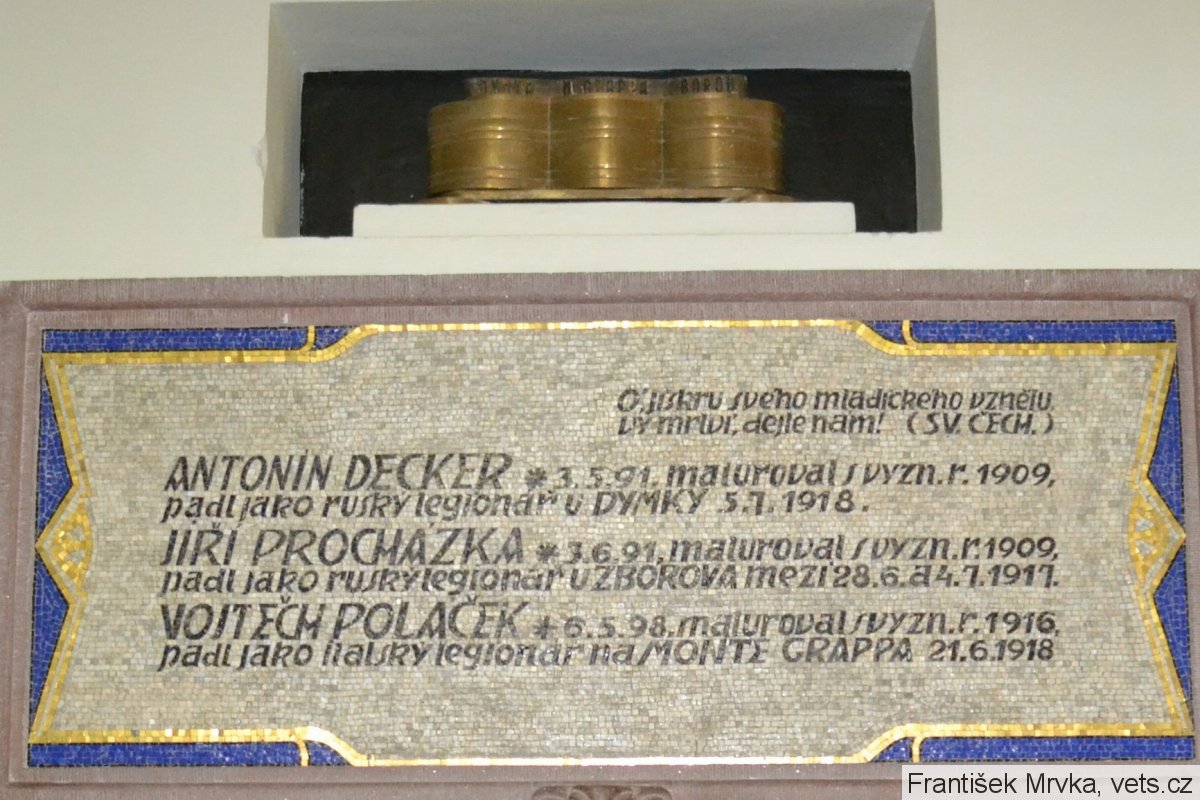 DYMKA M.GRAPPA ZBOROV
Ó, jiskru svého mladického vznětu,
vy mrtví, dejte nám! (SV. ČECH.)
ANTONÍN DECKER * 3.5.91, maturoval s vyzn. r. 1909,
padl jako ruský legionář u DYMKY 5.7.1918.
JIŘÍ PROCHÁZKA * 3.6.91, maturoval s vyzn. r. 1909,
padl jako ruský legionář u ZBOROVA mezi 28.6. a 4.7.1917.
VOJTĚCH POLÁČEK * 6.5.98, maturoval s vyzn. r. 1916,
padl jako italský legionář na MONTE GRAPPA 21.6.1918
František Mrvka, vets.cz